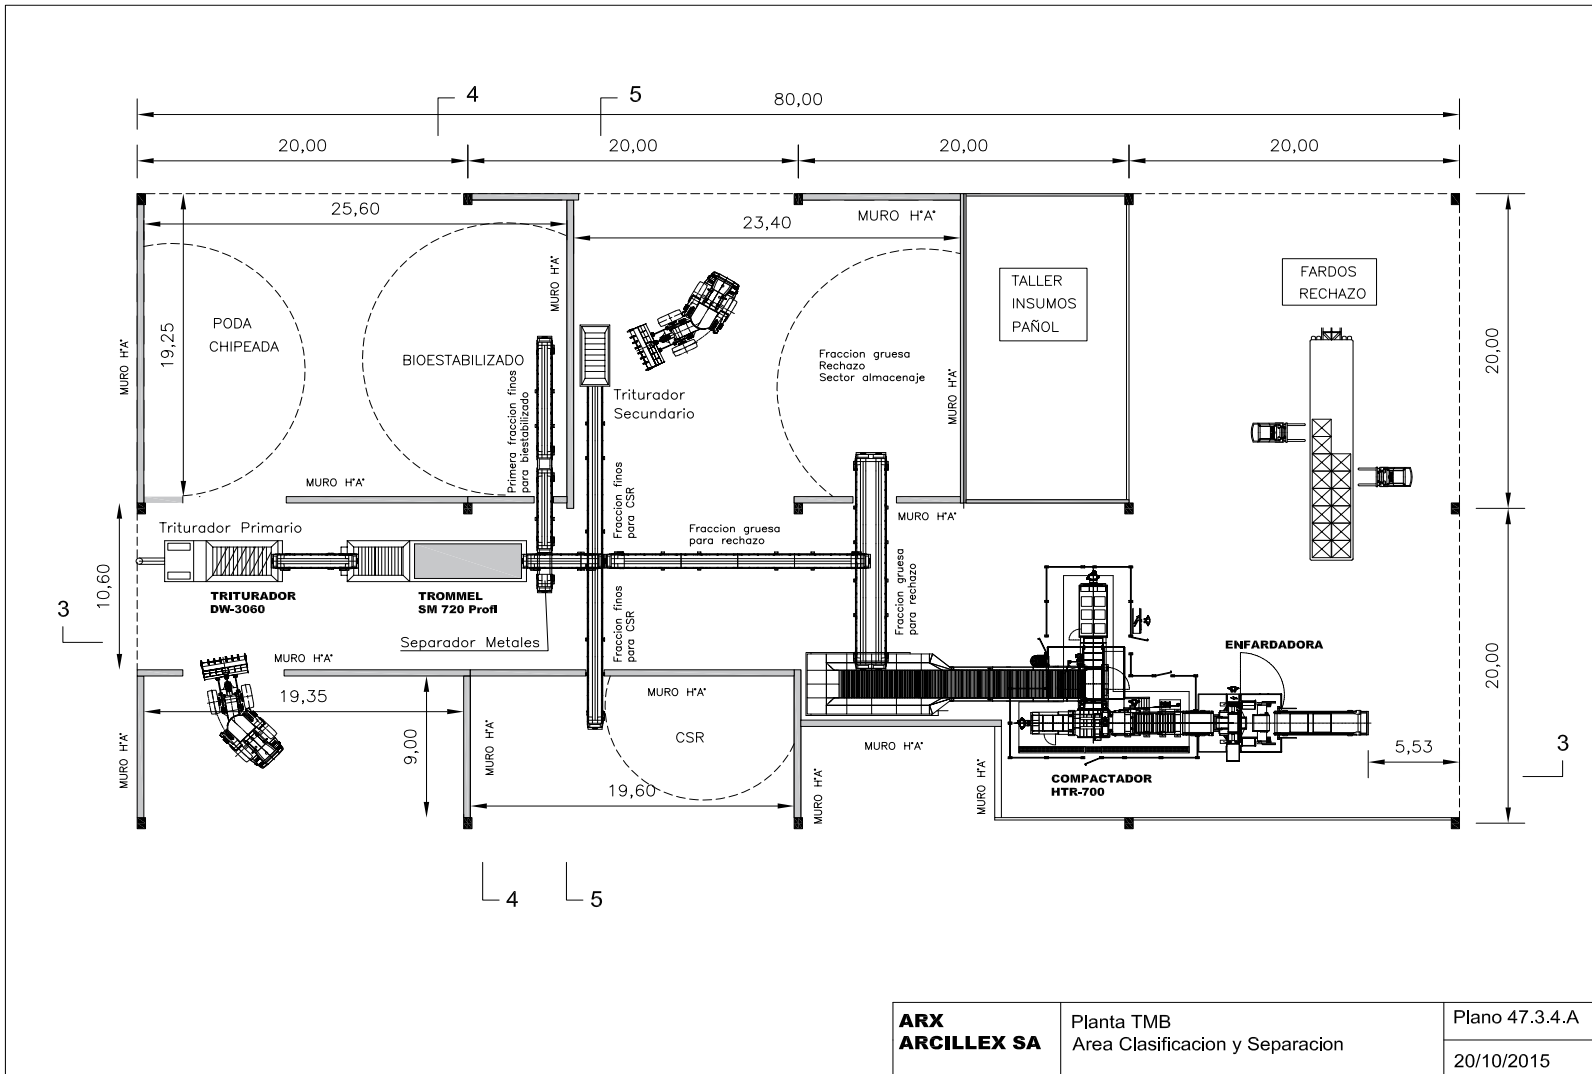 4
5
80,00
20,00
20,00
20,00
20,00
25,60
MURO H°A°
23,40
MURO H°A°
MURO H°A°
19,25
PODA
CHIPEADA
BIOESTABILIZADO
Primera fraccion finos
para biestabilizado
Triturador
Secundario
Fraccion gruesa
Rechazo
Sector almacenaje
MURO H°A°
TALLER
INSUMOS
PAÑOL
FARDOS
RECHAZO
20,00
MURO H°A°
Fraccion finos
para CSR
MURO H°A°
Triturador Primario
Fraccion gruesa
para rechazo
10,60
TRITURADOR
DW-3060
TROMMEL
SM 720 Profi
Separador Metales
Fraccion finos
para CSR
Fraccion gruesa
para rechazo
3
MURO H°A°
19,35
MURO H°A°
9,00
MURO H°A°
MURO H°A°
CSR
19,60
MURO H°A°
MURO H°A°
MURO H°A°
ENFARDADORA
COMPACTADOR
HTR-700
5,53
20,00
3
4
5
ARX
ARCILLEX SA
Planta TMB
Area Clasificacion y Separacion
Plano 47.3.4.A
20/10/2015